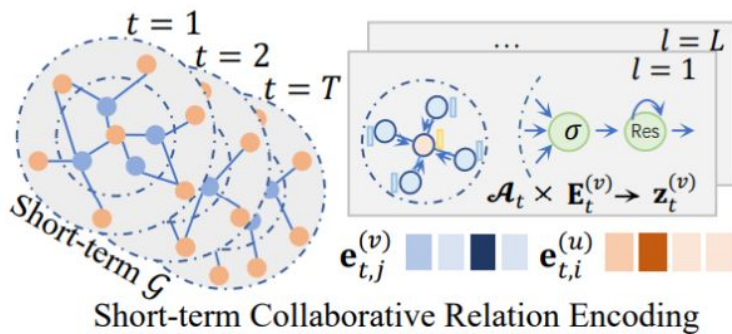 t = 1
t = 2
t = T
Short-term 𝒢
... l = L
l = 1
σ
Res
𝓐_t × E_t^{(v)} → z_t^{(v)}
e_{t,j}^{(v)}
e_{t,i}^{(u)}
Short-term Collaborative Relation Encoding